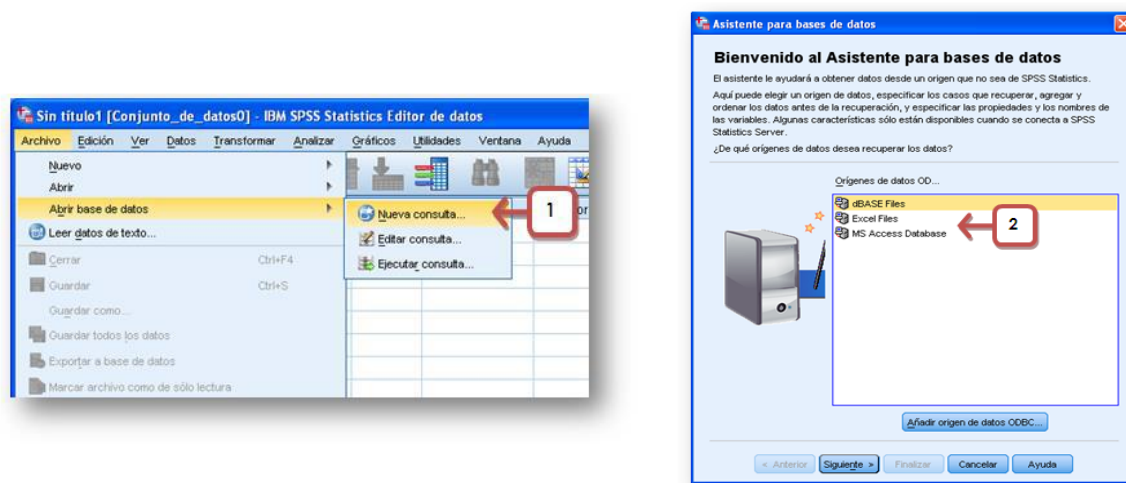 Sin título1 [Conjunto_de_datos0] - IBM SPSS Statistics Editor de datos
Archivo Edición Ver Datos Transformar Analizar Gráficos Utilidades Ventana Ayuda
Nuevo
Abrir
Abrir base de datos
Leer datos de texto...
Cerrar Ctrl+F4
Guardar Ctrl+S
Guardar como...
Guardar todos los datos
Exportar a base de datos
Marcar archivo como de sólo lectura
Nueva consulta...
Editar consulta...
Ejecutar consulta...
1
or
Asistente para bases de datos
Bienvenido al Asistente para bases de datos
El asistente le ayudará a obtener datos desde un origen que no sea de SPSS Statistics.
Aquí puede elegir un origen de datos, especificar los casos que recuperar, agregar y
ordenar los datos antes de la recuperación, y especificar las propiedades y los nombres de
las variables. Algunas características sólo están disponibles cuando se conecta a SPSS
Statistics Server.
¿De qué orígenes de datos desea recuperar los datos?
Orígenes de datos OD...
dBASE Files
Excel Files
MS Access Database
2
Añadir origen de datos ODBC...
< Anterior Siguiente > Finalizar Cancelar Ayuda